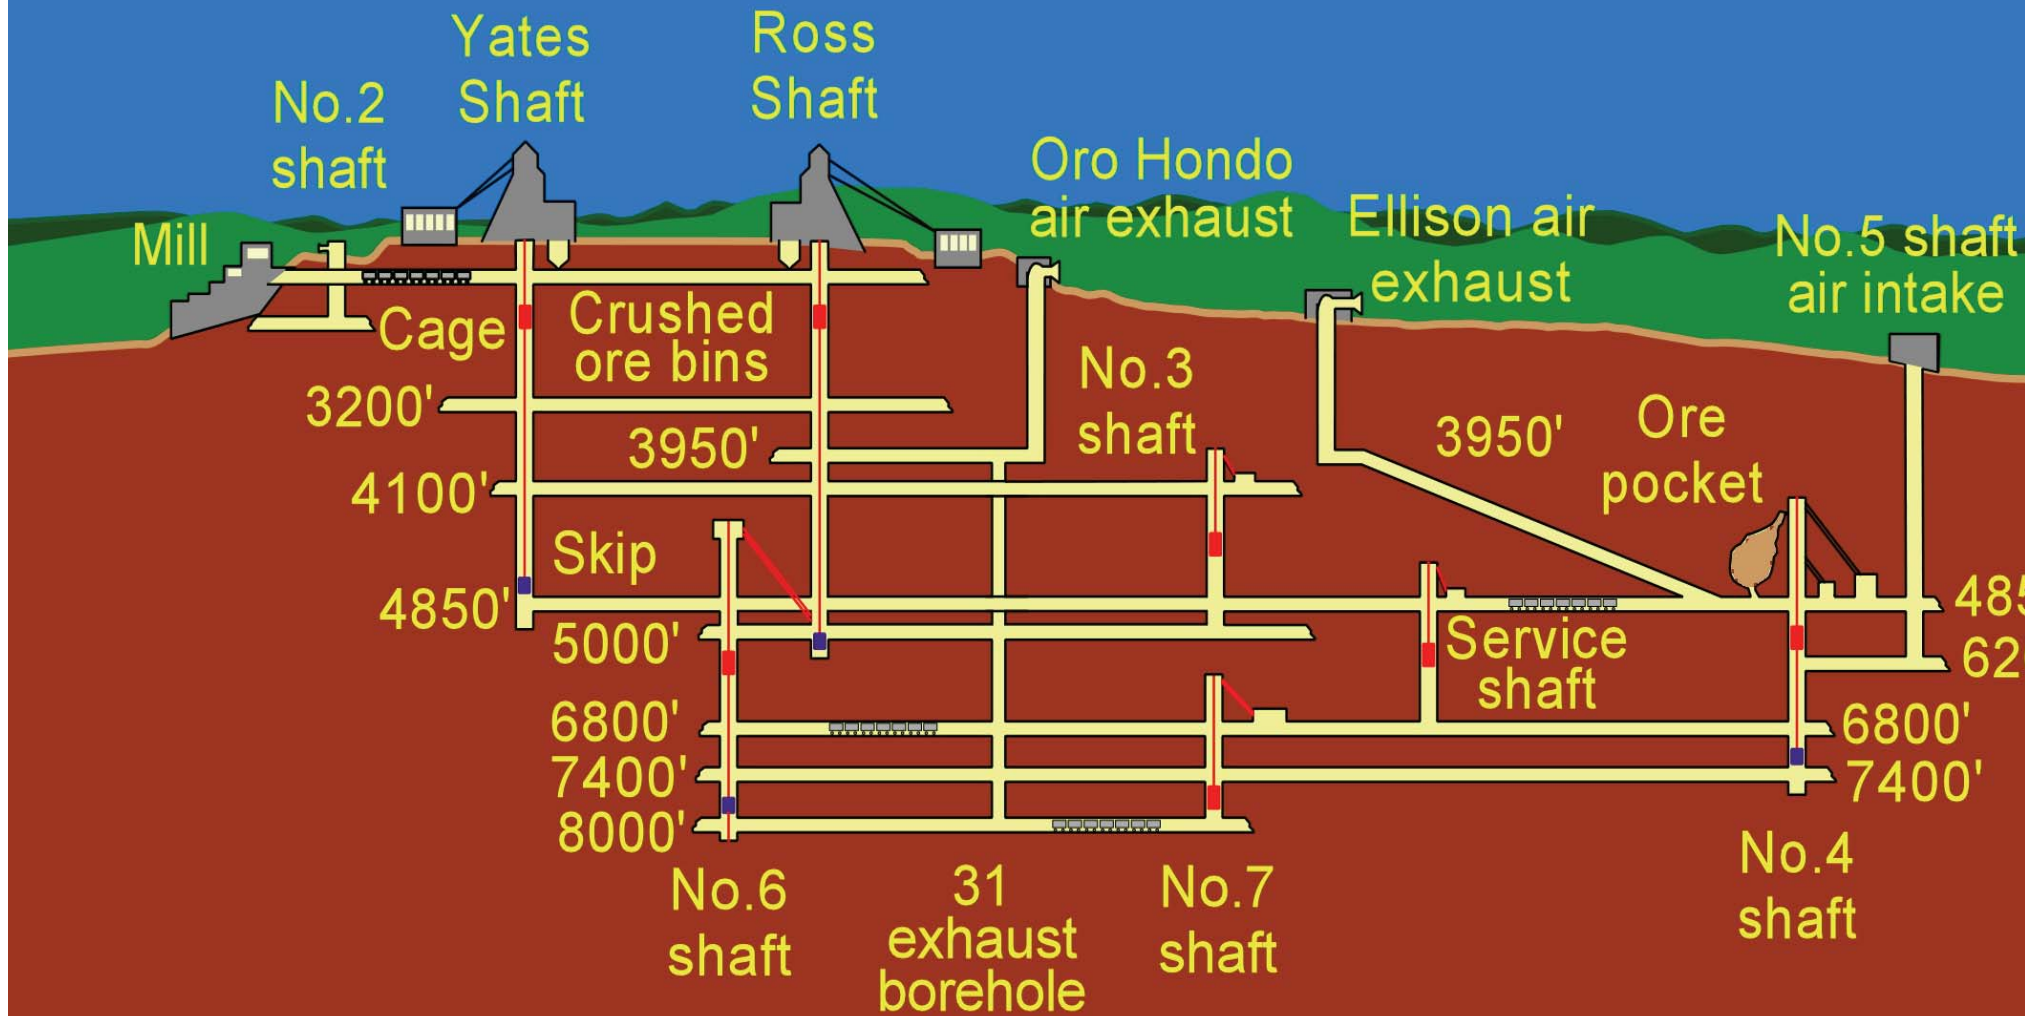 Yates
Shaft
Ross
Shaft
No.2
shaft
Oro Hondo
air exhaust
Ellison air
exhaust
No.5 shaft
air intake
Mill
Cage
Crushed
ore bins
No.3
shaft
3200'
3950'
3950'
Ore
pocket
4100'
Skip
4850'
485
5000'
Service
shaft
620
6800'
6800'
7400'
7400'
8000'
No.6
shaft
31
exhaust
borehole
No.7
shaft
No.4
shaft